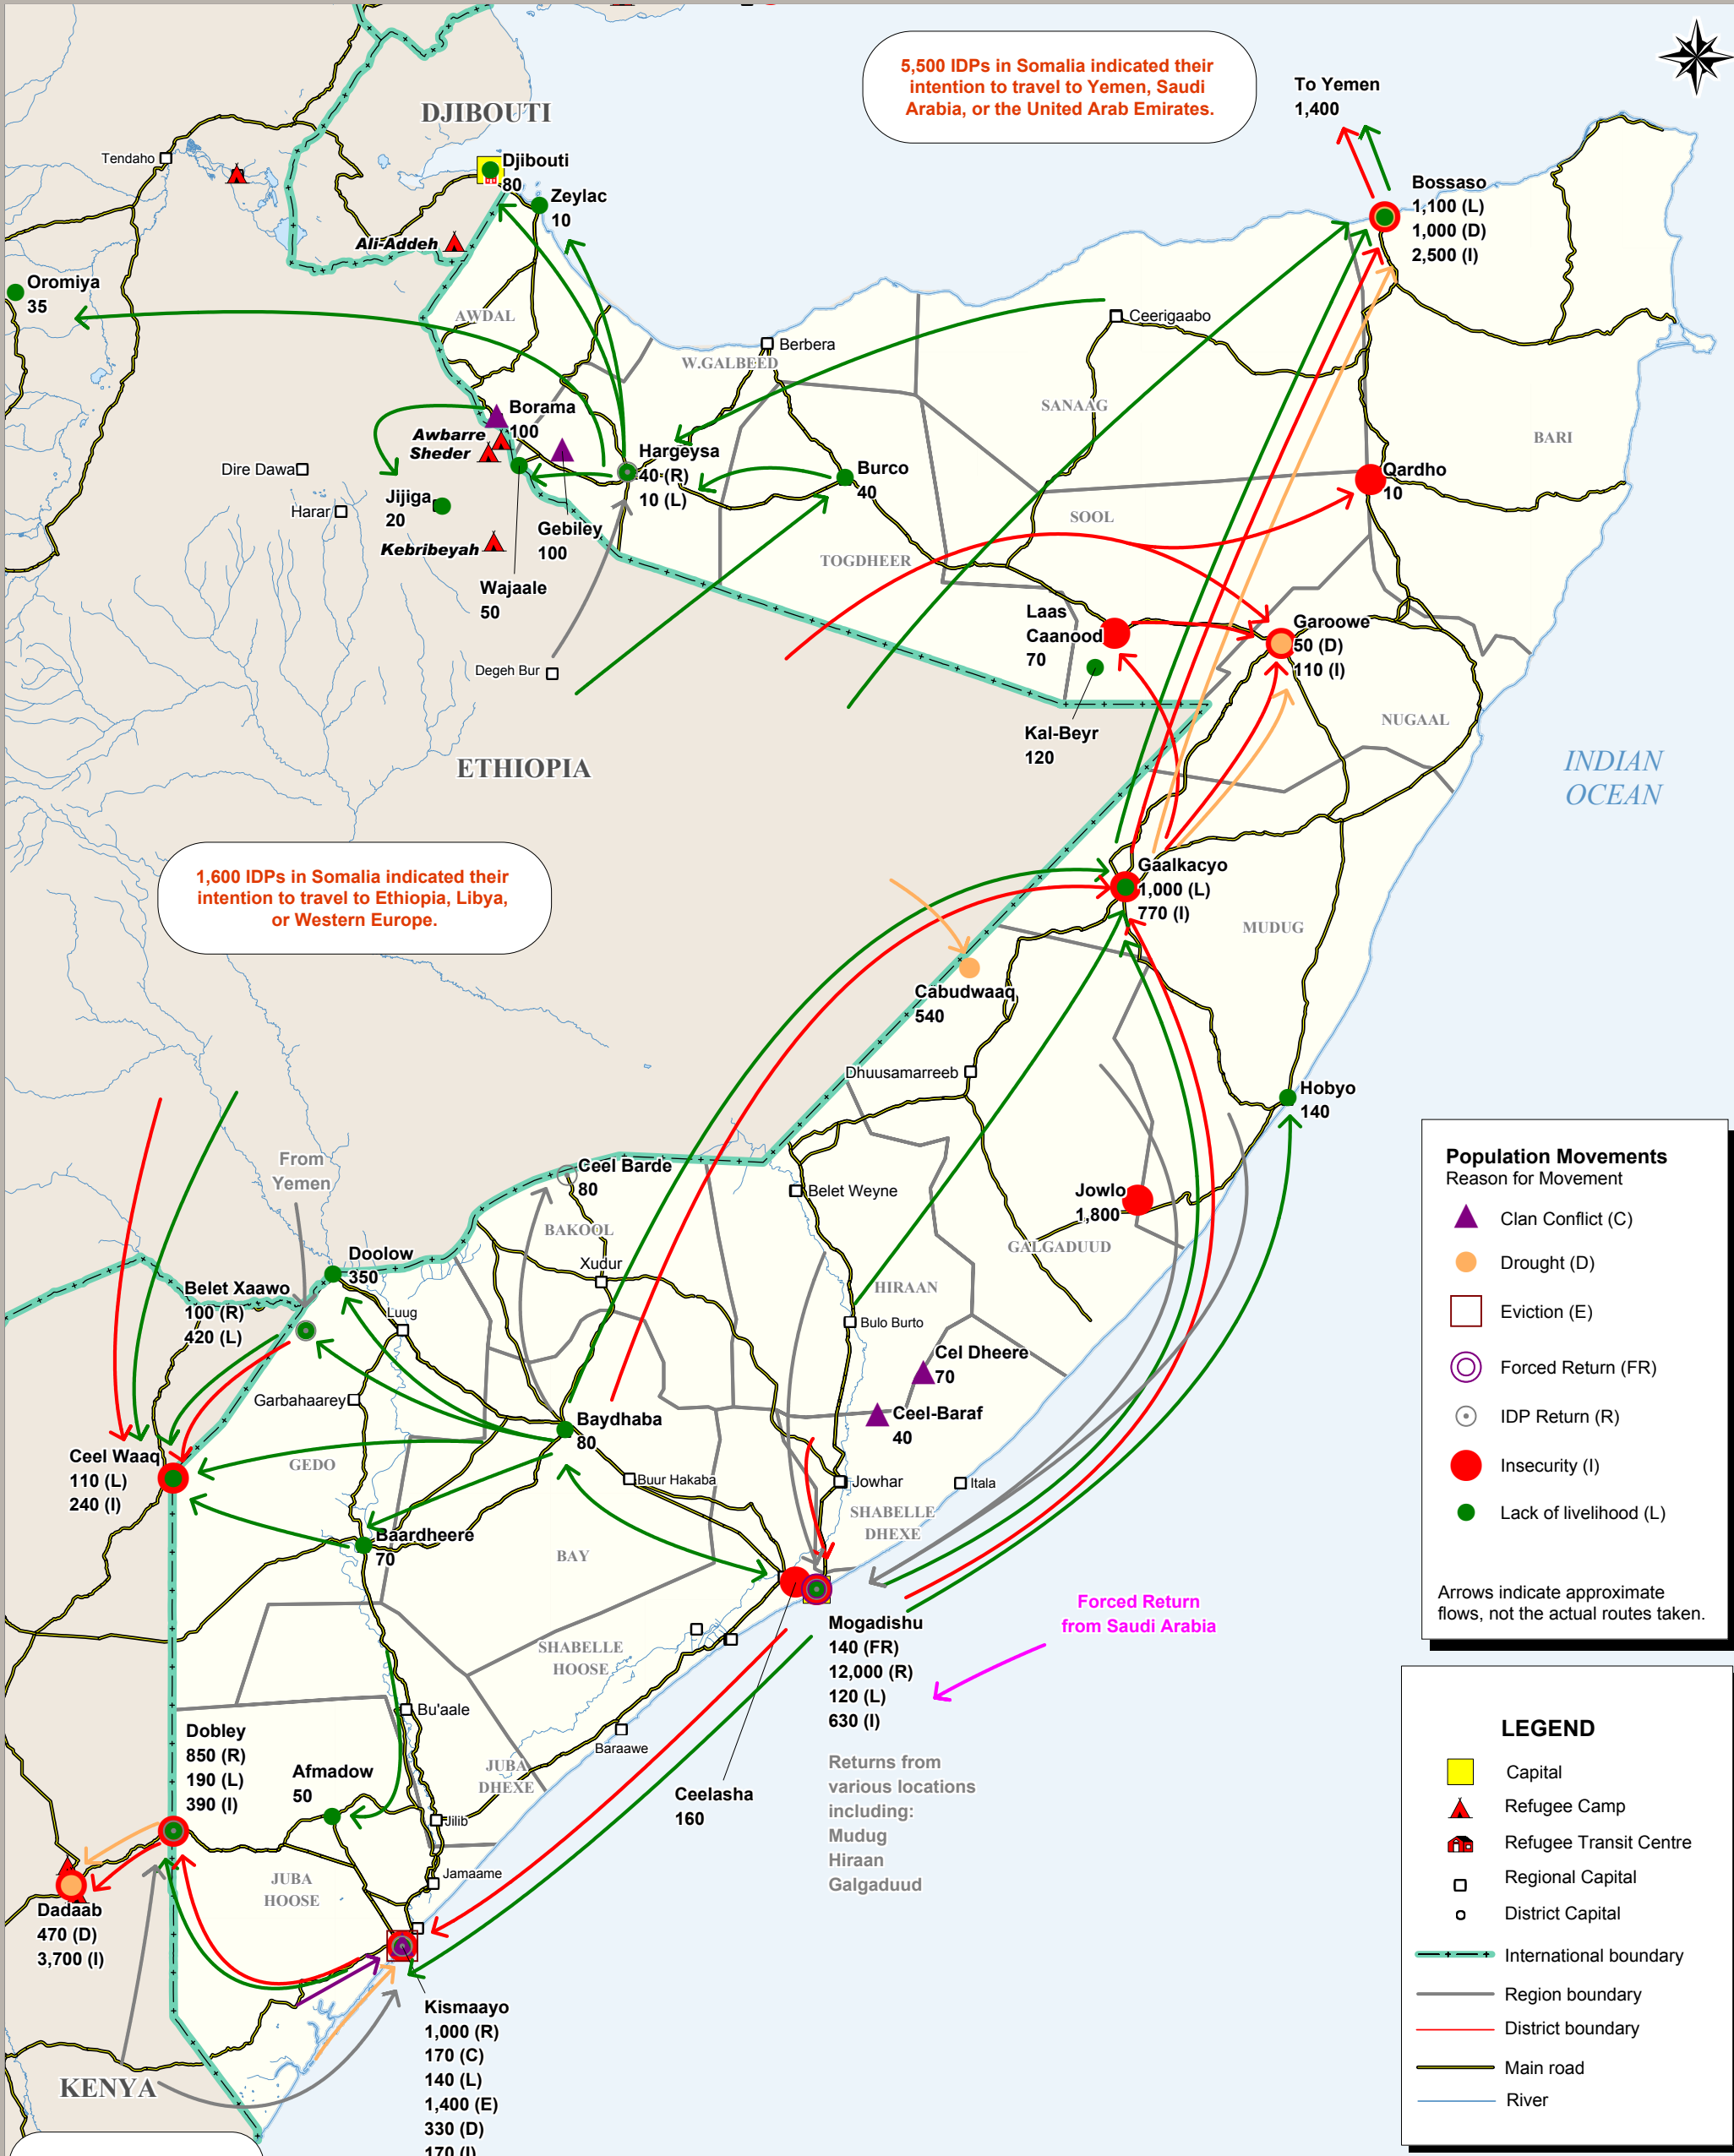 5,500 IDPs in Somalia indicated their
intention to travel to Yemen, Saudi
Arabia, or the United Arab Emirates.
To Yemen
1,400
DJIBOUTI
Tendaho
Djibouti
80
Zeylac
10
Bossaso
1,100 (L)
1,000 (D)
2,500 (I)
Ali-Addeh
Oromiya
35
AWDAL
Ceerigaabo
Berbera
W.GALBEED
SANAAG
BARI
Borama
100
Awbarre
Sheder
Hargeysa
40 (R)
10 (L)
Burco
40
Qardho
10
Dire Dawa
Jijiga
20
Harar
Gebiley
100
Kebribeyah
SOOL
TOGDHEER
Wajaale
50
Laas
Caanood
70
Garoowe
50 (D)
110 (I)
Degeh Bur
Kal-Beyr
120
NUGAAL
ETHIOPIA
INDIAN
OCEAN
1,600 IDPs in Somalia indicated their
intention to travel to Ethiopia, Libya,
or Western Europe.
Gaalkacyo
1,000 (L)
770 (I)
MUDUG
Cabudwaaq
540
Dhuusamarreeb
Hobyo
140
From
Yemen
Ceel Barde
80
Belet Weyne
Jowlo
1,800
BAKOOL
GALGADUUD
Doolow
350
Xudur
Belet Xaawo
100 (R)
420 (L)
HIRAAN
Luug
Bulo Burto
Cel Dheere
70
Garbahaarey
Baydhaba
80
Ceel-Baraf
40
Ceel Waaq
110 (L)
240 (I)
GEDO
Buur Hakaba
Jowhar
Itala
SHABELLE
DHEXE
Baardheere
70
BAY
Forced Return
from Saudi Arabia
Mogadishu
140 (FR)
12,000 (R)
120 (L)
630 (I)
SHABELLE
HOOSE
Bu'aale
Dobley
850 (R)
190 (L)
390 (I)
Baraawe
Afmadow
50
JUBA
DHEXE
Ceelasha
160
Returns from
various locations
including:
Mudug
Hiraan
Galgaduud
Jilib
Jamaame
JUBA
HOOSE
Dadaab
470 (D)
3,700 (I)
Kismaayo
1,000 (R)
170 (C)
140 (L)
1,400 (E)
330 (D)
170 (I)
KENYA
Population Movements
Reason for Movement
Clan Conflict (C)
Drought (D)
Eviction (E)
Forced Return (FR)
IDP Return (R)
Insecurity (I)
Lack of livelihood (L)
Arrows indicate approximate
flows, not the actual routes taken.
LEGEND
Capital
Refugee Camp
Refugee Transit Centre
Regional Capital
District Capital
International boundary
Region boundary
District boundary
Main road
River